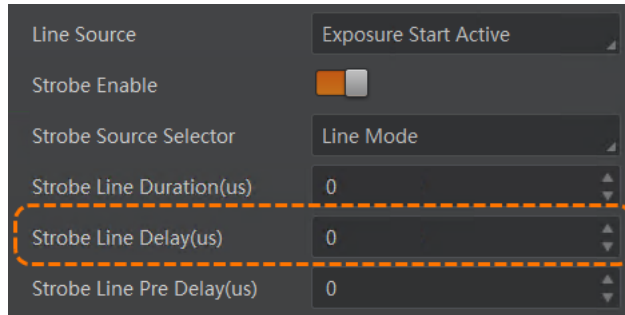 Line Source Exposure Start Active
Strobe Enable
Strobe Source Selector Line Mode
Strobe Line Duration(us) 0
Strobe Line Delay(us) 0
Strobe Line Pre Delay(us) 0